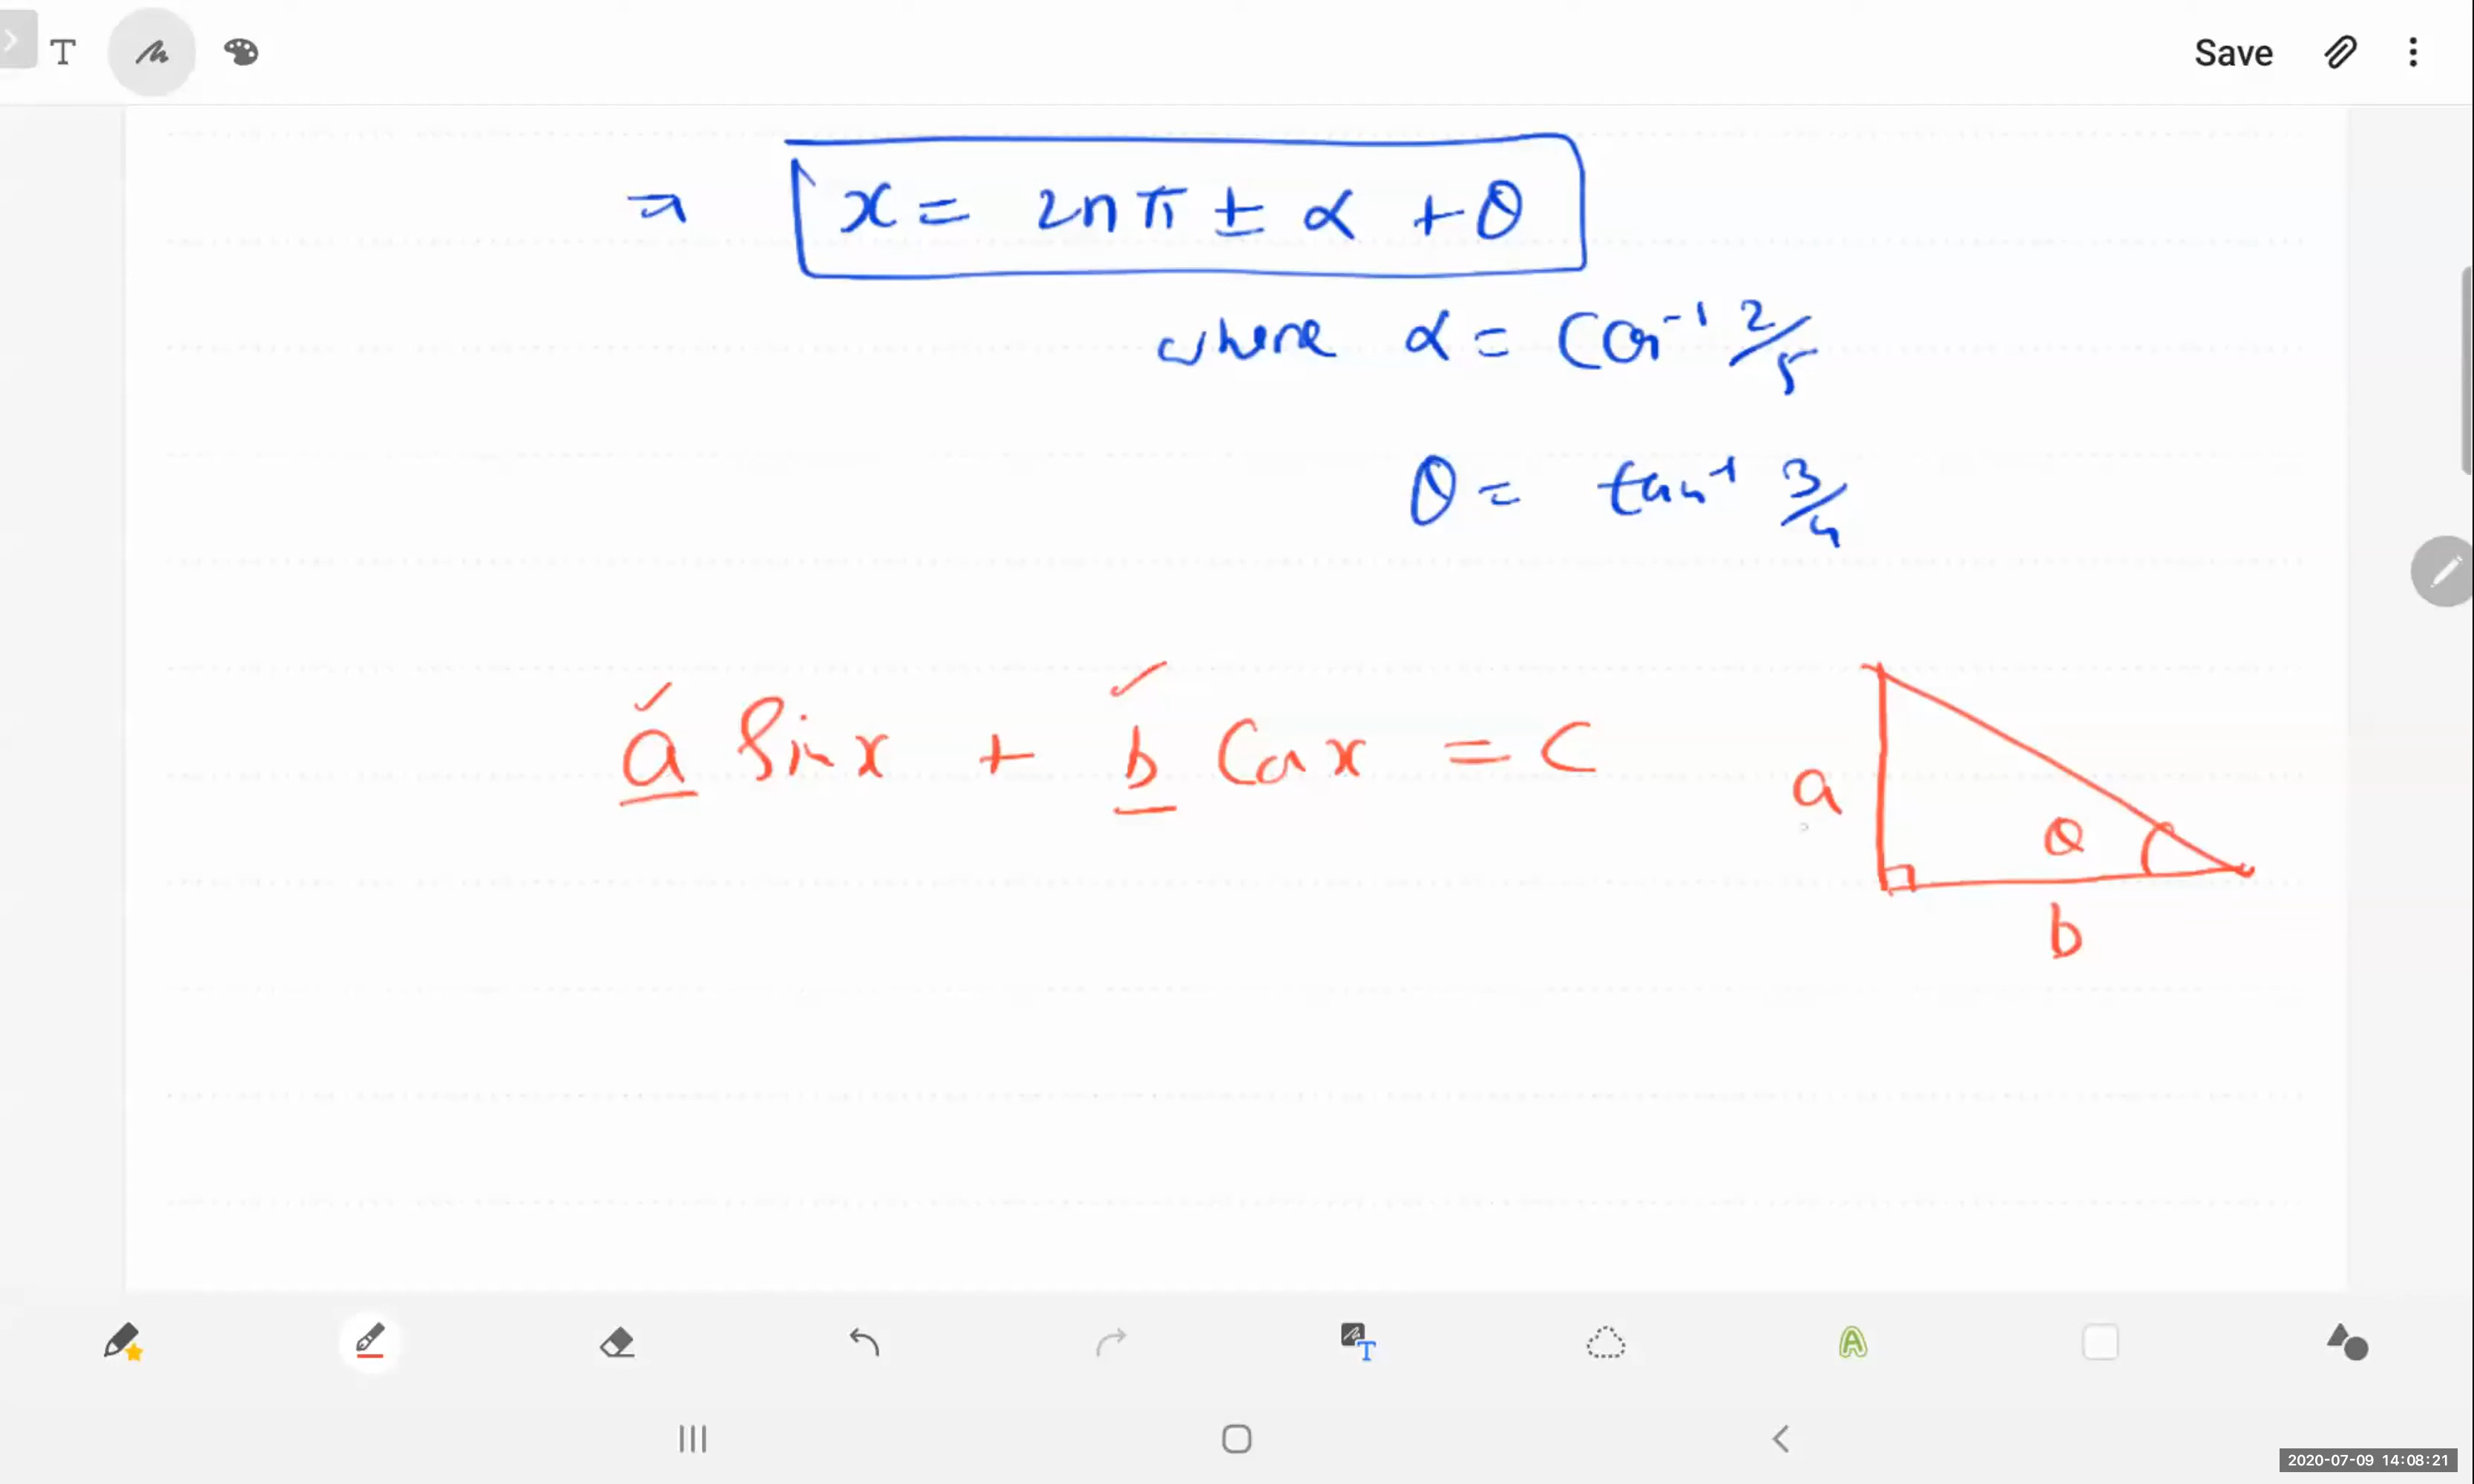 T Save
⇒ x = 2nπ ± α + θ
where α = Cos⁻¹ 2/5
θ = tan⁻¹ 3/4
a Sin x + b Cos x = C
a
θ
b
A
2020-07-09 14:08:21